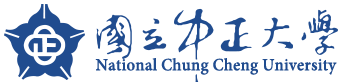 國立中正大學
National Chung Cheng University